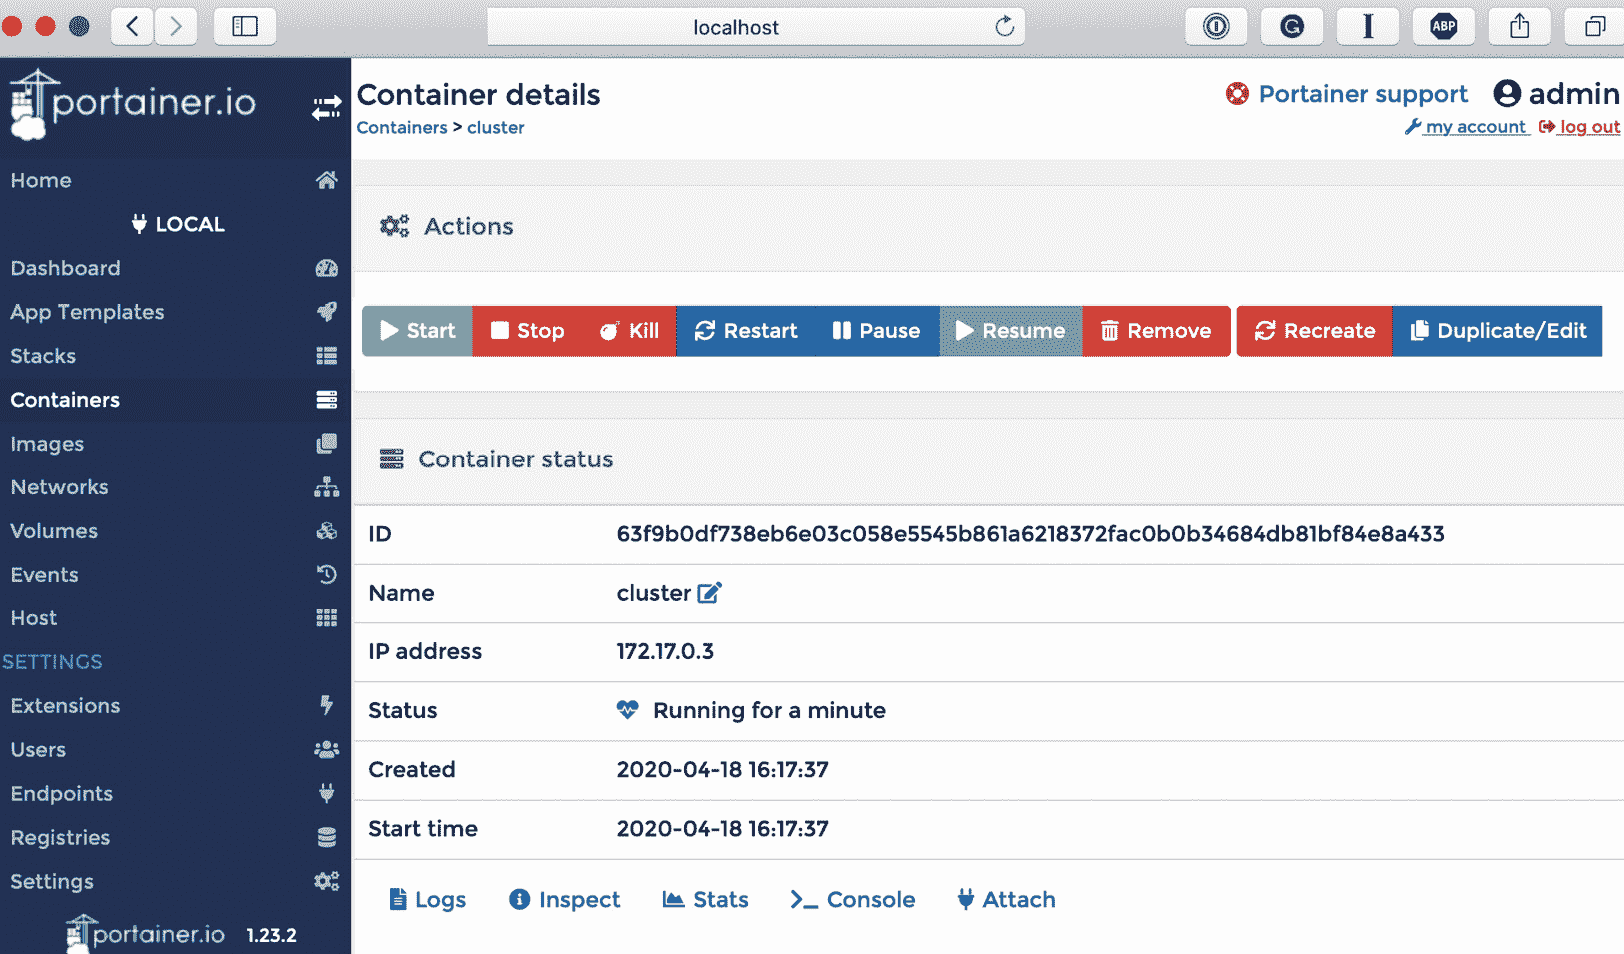 localhost
ABP
portainer.io
Container details
Portainer support
admin
Containers > cluster
my account
log out
Home
LOCAL
Dashboard
App Templates
Stacks
Containers
Images
Networks
Volumes
Events
Host
SETTINGS
Extensions
Users
Endpoints
Registries
Settings
portainer.io 1.23.2
Actions
Start Stop Kill Restart Pause Resume Remove Recreate Duplicate/Edit
Container status
ID 63f9b0df738eb6e03c058e5545b861a6218372fac0b0b34684db81bf84e8a433
Name cluster
IP address 172.17.0.3
Status Running for a minute
Created 2020-04-18 16:17:37
Start time 2020-04-18 16:17:37
Logs Inspect Stats Console Attach